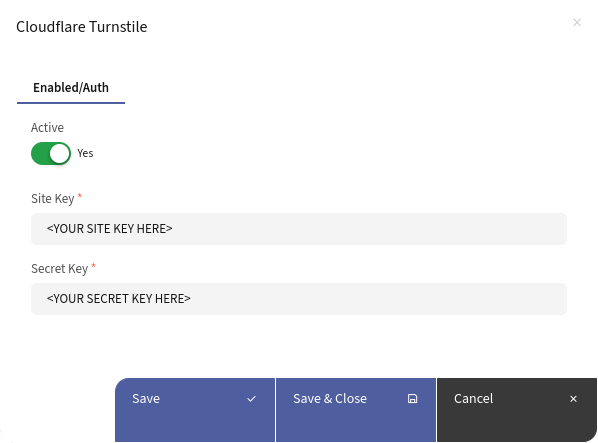 Cloudflare Turnstile
Enabled/Auth
Active
Yes
Site Key *
<YOUR SITE KEY HERE>
Secret Key *
<YOUR SECRET KEY HERE>
Save
Save & Close
Cancel